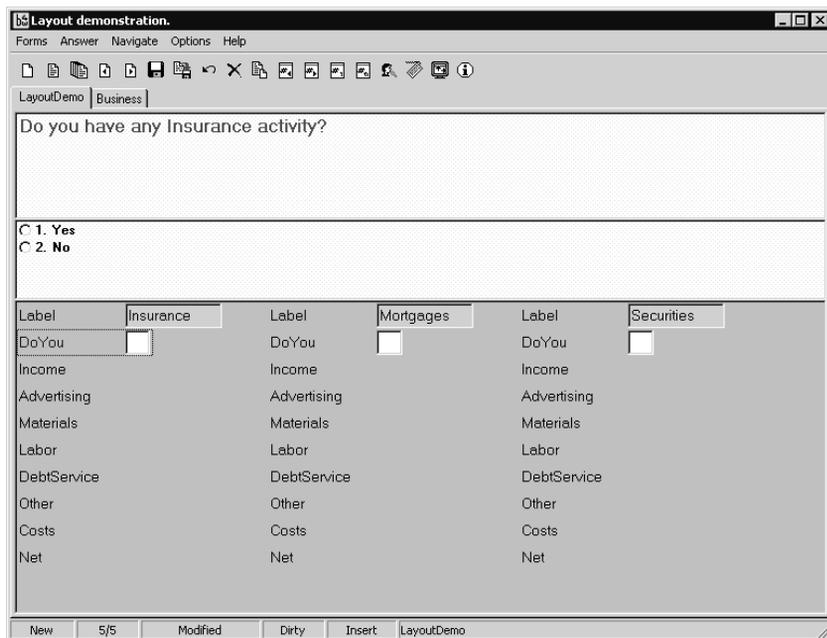 Layout demonstration.
Forms Answer Navigate Options Help
LayoutDemo Business
Do you have any Insurance activity?
1. Yes
2. No
Label Insurance Label Mortgages Label Securities
DoYou DoYou DoYou
Income Income Income
Advertising Advertising Advertising
Materials Materials Materials
Labor Labor Labor
DebtService DebtService DebtService
Other Other Other
Costs Costs Costs
Net Net Net
New 5/5 Modified Dirty Insert LayoutDemo